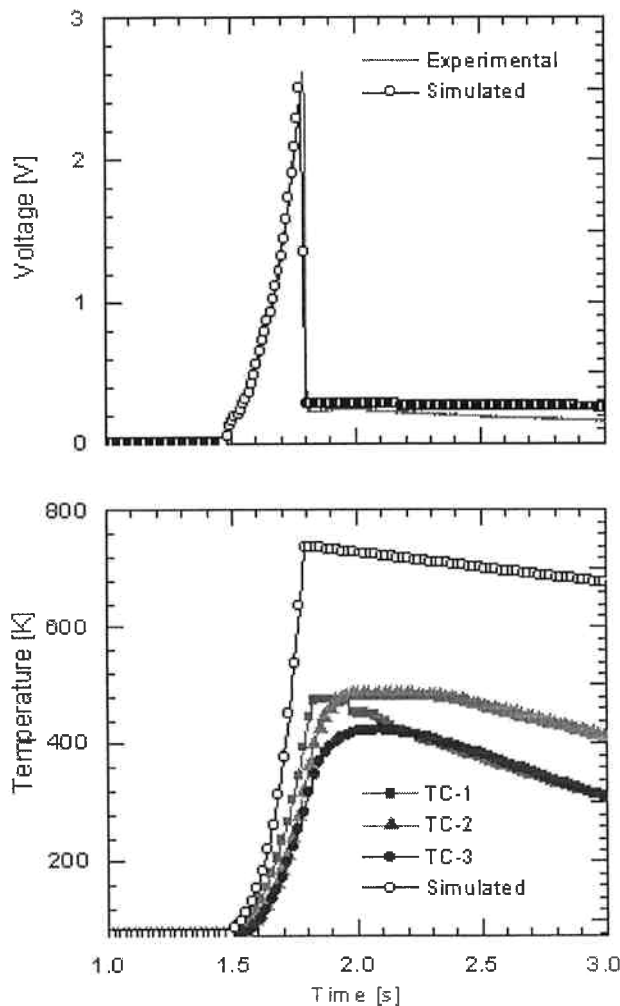 3
Experimental
Simulated
2
Voltage [V]
1
0
800
600
Temperature [K]
400
TC-1
TC-2
200
TC-3
Simulated
1.0 1.5 2.0 2.5 3.0
Time [s]